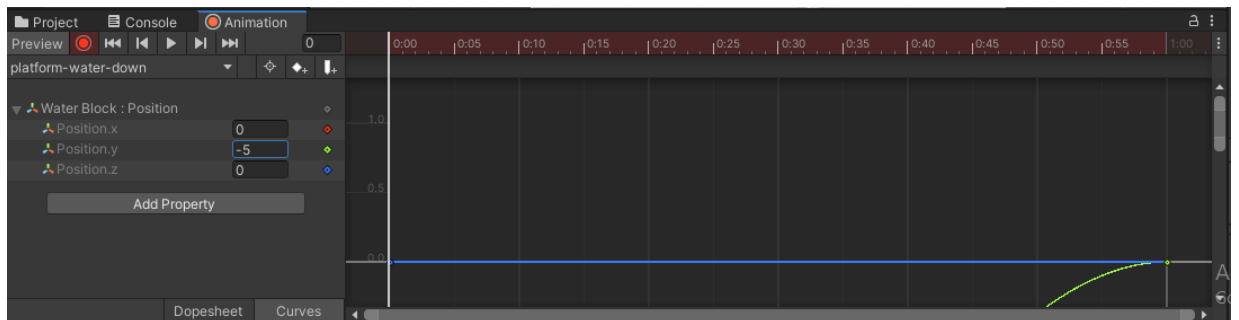 Project Console Animation
Preview 0 0:00 0:05 0:10 0:15 0:20 0:25 0:30 0:35 0:40 0:45 0:50 0:55 1:00
platform-water-down
Water Block : Position
Position.x 0
Position.y -5
Position.z 0
Add Property
1.0
0.5
0.0
A
Dopesheet Curves